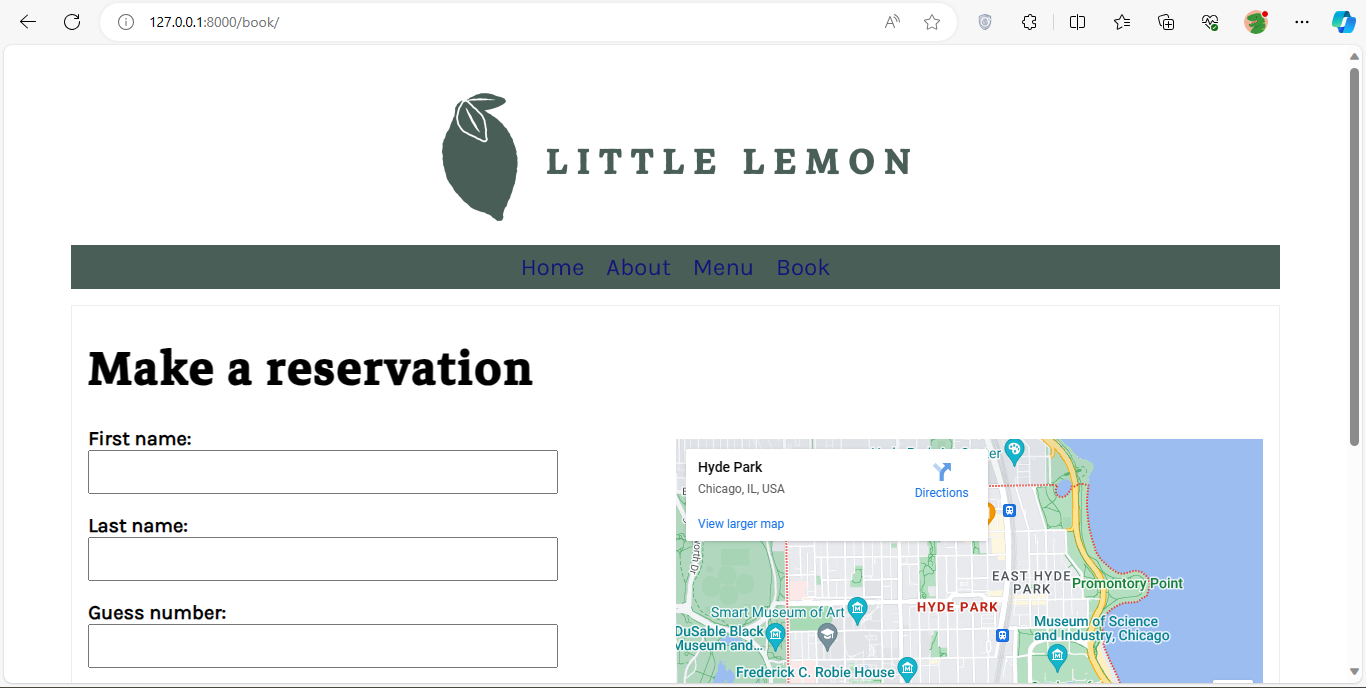 127.0.0.1:8000/book/
LITTLE LEMON
Home About Menu Book
Make a reservation
First name:
Last name:
Guess number:
Hyde Park
Chicago, IL, USA
Directions
View larger map
EAST HYDE
PARK
Promontory Point
HYDE PARK
Smart Museum of Art
Museum of Science
and Industry, Chicago
DuSable Black
Museum and...
Frederick C. Robie House